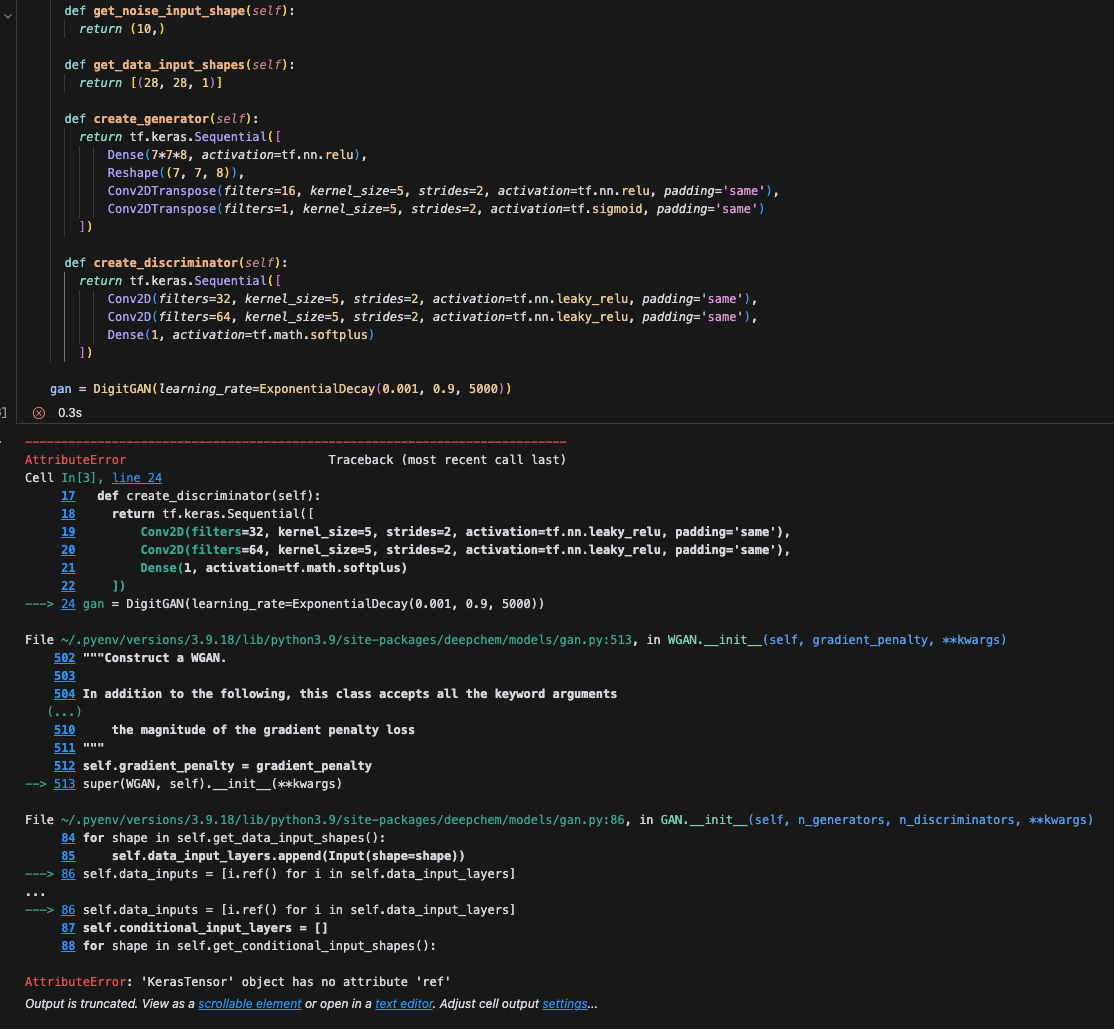 def get_noise_input_shape(self):
return (10,)
def get_data_input_shapes(self):
return [(28, 28, 1)]
def create_generator(self):
return tf.keras.Sequential([
Dense(7*7*8, activation=tf.nn.relu),
Reshape((7, 7, 8)),
Conv2DTranspose(filters=16, kernel_size=5, strides=2, activation=tf.nn.relu, padding='same'),
Conv2DTranspose(filters=1, kernel_size=5, strides=2, activation=tf.sigmoid, padding='same')
])
def create_discriminator(self):
return tf.keras.Sequential([
Conv2D(filters=32, kernel_size=5, strides=2, activation=tf.nn.leaky_relu, padding='same'),
Conv2D(filters=64, kernel_size=5, strides=2, activation=tf.nn.leaky_relu, padding='same'),
Dense(1, activation=tf.math.softplus)
])
gan = DigitGAN(learning_rate=ExponentialDecay(0.001, 0.9, 5000))
0.3s
---------------------------------------------------------------------------
AttributeError Traceback (most recent call last)
Cell In[3], line 24
17 def create_discriminator(self):
18 return tf.keras.Sequential([
19 Conv2D(filters=32, kernel_size=5, strides=2, activation=tf.nn.leaky_relu, padding='same'),
20 Conv2D(filters=64, kernel_size=5, strides=2, activation=tf.nn.leaky_relu, padding='same'),
21 Dense(1, activation=tf.math.softplus)
22 ])
---> 24 gan = DigitGAN(learning_rate=ExponentialDecay(0.001, 0.9, 5000))
File ~/.pyenv/versions/3.9.18/lib/python3.9/site-packages/deepchem/models/gan.py:513, in WGAN.__init__(self, gradient_penalty, **kwargs)
502 """Construct a WGAN.
503
504 In addition to the following, this class accepts all the keyword arguments
(...)
510 the magnitude of the gradient penalty loss
511 """
512 self.gradient_penalty = gradient_penalty
--> 513 super(WGAN, self).__init__(**kwargs)
File ~/.pyenv/versions/3.9.18/lib/python3.9/site-packages/deepchem/models/gan.py:86, in GAN.__init__(self, n_generators, n_discriminators, **kwargs)
84 for shape in self.get_data_input_shapes():
85 self.data_input_layers.append(Input(shape=shape))
---> 86 self.data_inputs = [i.ref() for i in self.data_input_layers]
...
---> 86 self.data_inputs = [i.ref() for i in self.data_input_layers]
87 self.conditional_input_layers = []
88 for shape in self.get_conditional_input_shapes():
AttributeError: 'KerasTensor' object has no attribute 'ref'
Output is truncated. View as a scrollable element or open in a text editor. Adjust cell output settings...